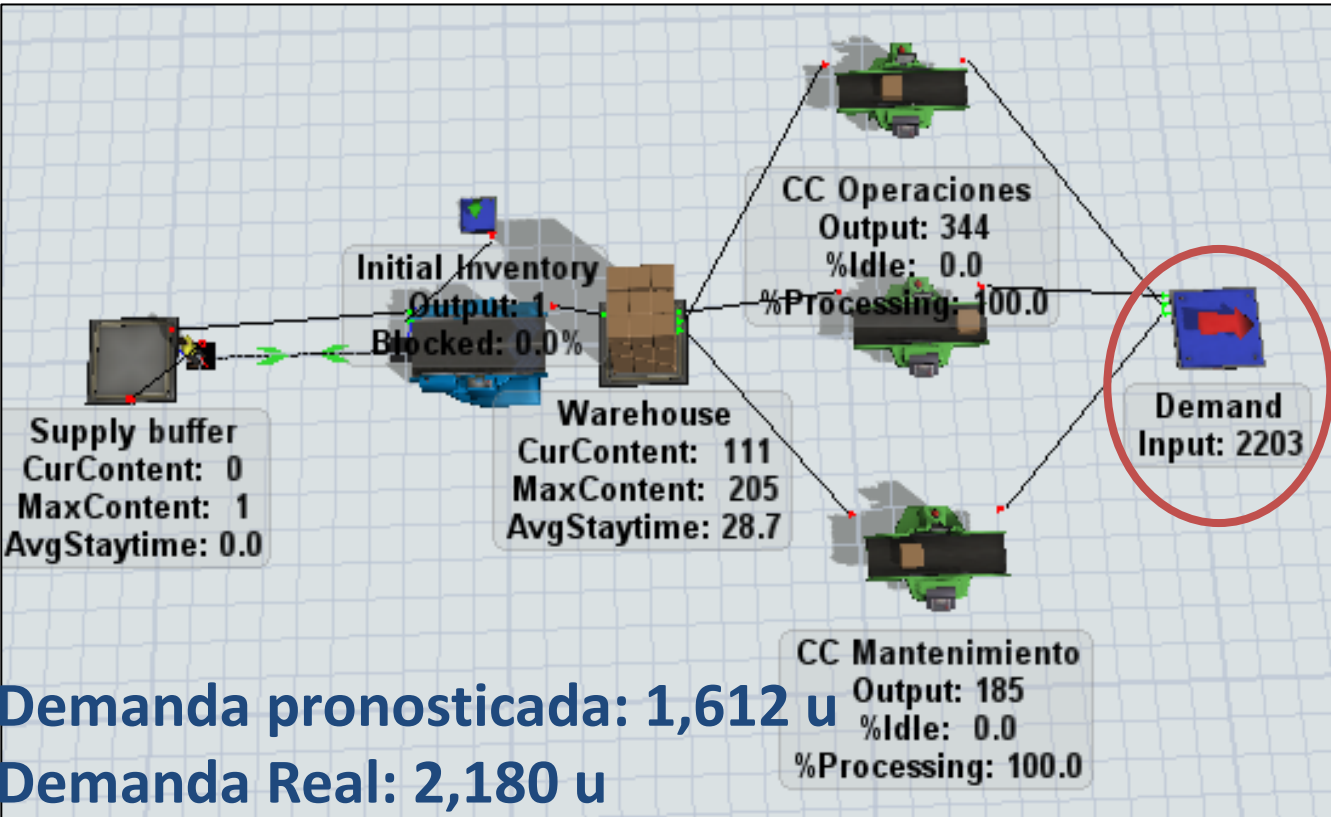 CC Operaciones
Output: 344
%Idle: 0.0
%Processing: 100.0
Initial Inventory
Output: 1
Blocked: 0.0%
Supply buffer
CurContent: 0
MaxContent: 1
AvgStaytime: 0.0
Warehouse
CurContent: 111
MaxContent: 205
AvgStaytime: 28.7
Demand
Input: 2203
CC Mantenimiento
Output: 185
%Idle: 0.0
%Processing: 100.0
Demanda pronosticada: 1,612 u
Demanda Real: 2,180 u